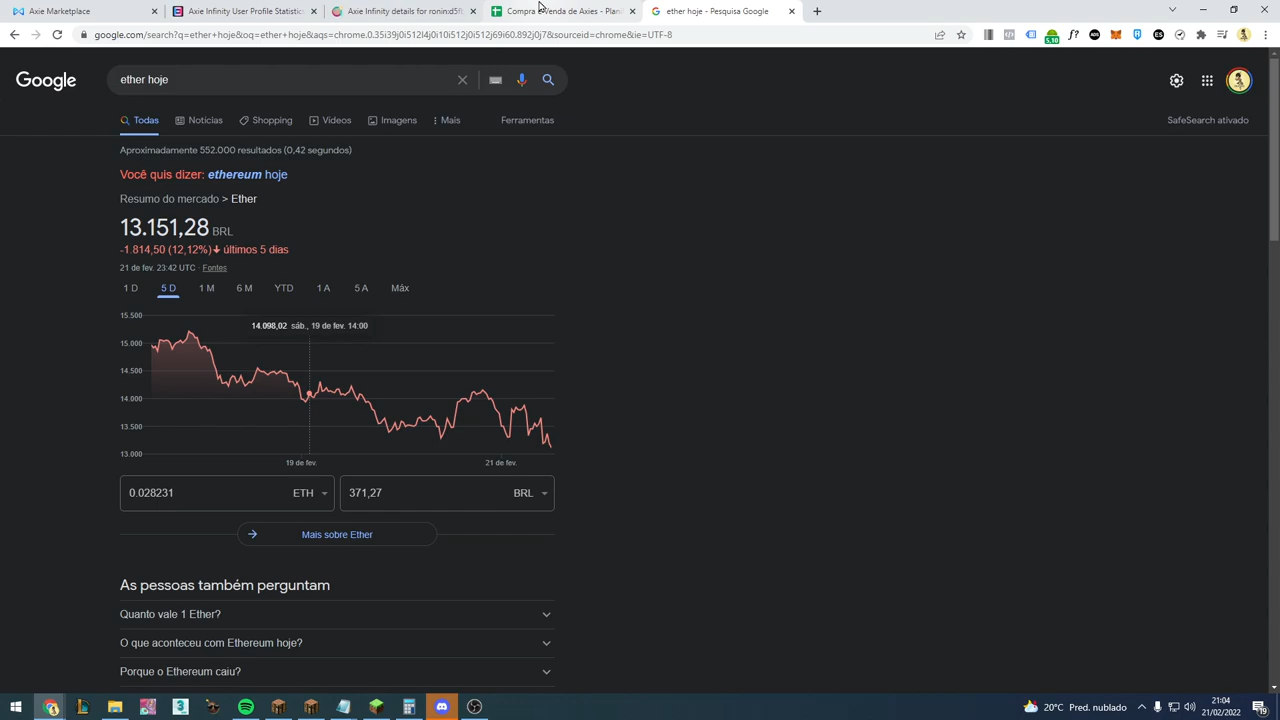 Axie Marketplace
Axie Infinity User Profile Statistics
Axie Infinity details for ronin:d5f
Compra e Venda de Axies - Plan
ether hoje - Pesquisa Google
google.com/search?q=ether+hoje&oq=ether+hoje&aqs=chrome.0.35i39j0i512l4j0i10i512j0i512j69i60.892j0j7&sourceid=chrome&ie=UTF-8
5,10
f?
ADS
ES
Google
ether hoje
Todas
Notícias
Shopping
Vídeos
Imagens
Mais
Ferramentas
SafeSearch ativado
Aproximadamente 552.000 resultados (0,42 segundos)
Você quis dizer: ethereum hoje
Resumo do mercado > Ether
13.151,28 BRL
-1.814,50 (12,12%) últimos 5 dias
21 de fev. 23:42 UTC · Fontes
1 D
5 D
1 M
6 M
YTD
1 A
5 A
Máx
15.500
14.098,02 sáb., 19 de fev. 14:00
15.000
14.500
14.000
13.500
13.000
19 de fev.
21 de fev.
0.028231 ETH
371,27 BRL
Mais sobre Ether
As pessoas também perguntam
Quanto vale 1 Ether?
O que aconteceu com Ethereum hoje?
Porque o Ethereum caiu?
20°C Pred. nublado
21:04
21/02/2022
19